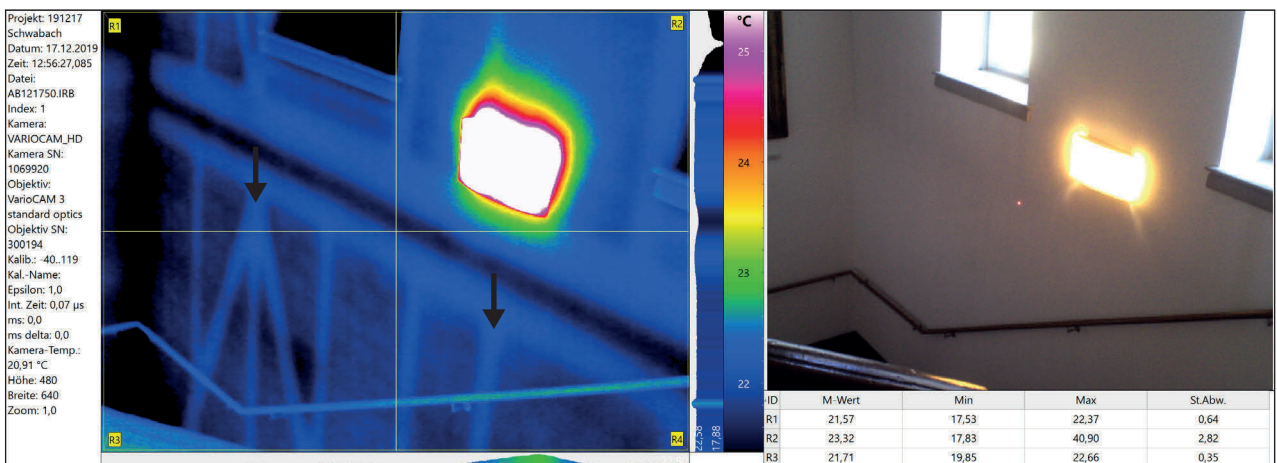 Projekt: 191217
Schwabach
Datum: 17.12.2019
Zeit: 12:56:27,085
Datei:
AB121750.IRB
Index: 1
Kamera:
VARIOCAM_HD
Kamera SN:
1069920
Objektiv:
VarioCAM 3
standard optics
Objektiv SN:
300194
Kalib.: -40..119
Kal.-Name:
Epsilon: 1,0
Int. Zeit: 0,07 µs
ms: 0,0
ms delta: 0,0
Kamera-Temp.:
20,91 °C
Höhe: 480
Breite: 640
Zoom: 1,0
R1
R2
R3
R4
22,58
17,88
°C
25
24
23
22
-ID M-Wert Min Max St.Abw.
R1 21,57 17,53 22,37 0,64
R2 23,32 17,83 40,90 2,82
R3 21,71 19,85 22,66 0,35